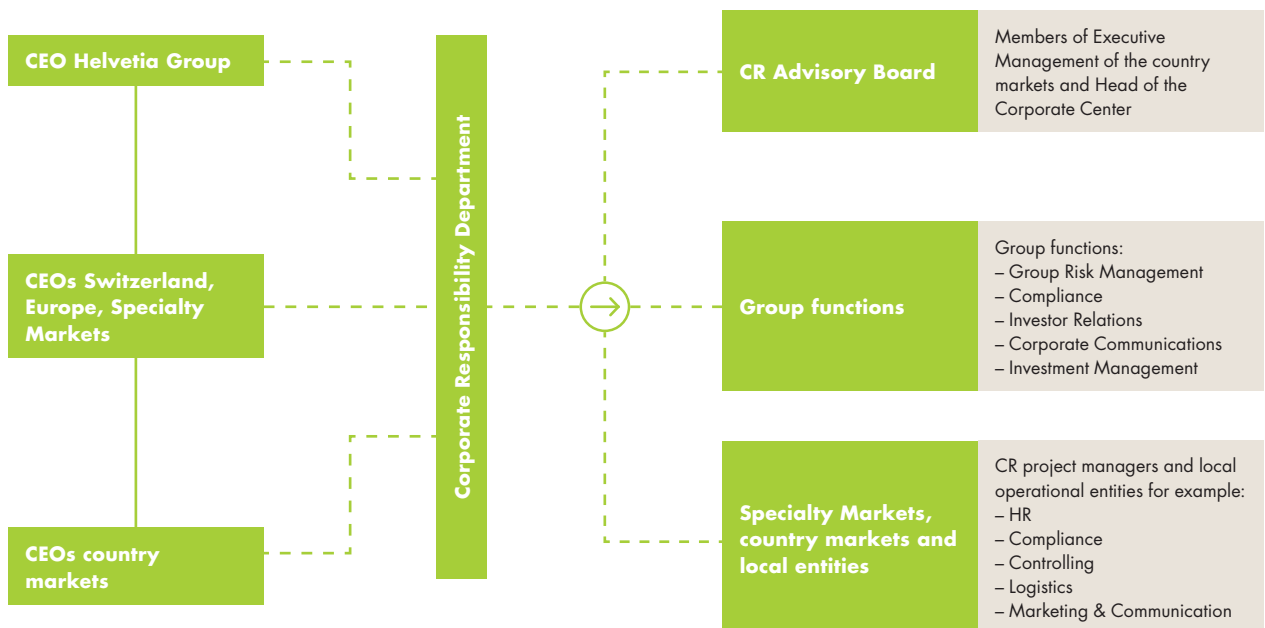 CEO Helvetia Group
CEOs Switzerland,
Europe, Specialty
Markets
CEOs country
markets
Corporate Responsibility Department
CR Advisory Board
Members of Executive
Management of the country
markets and Head of the
Corporate Center
Group functions
Group functions:
– Group Risk Management
– Compliance
– Investor Relations
– Corporate Communications
– Investment Management
Specialty Markets,
country markets and
local entities
CR project managers and local
operational entities for example:
– HR
– Compliance
– Controlling
– Logistics
– Marketing & Communication